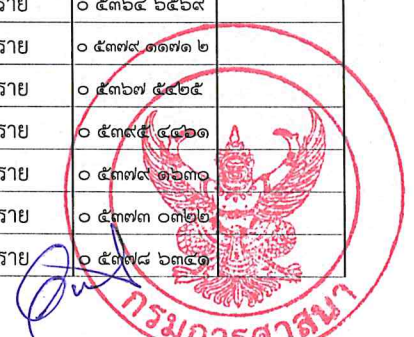 ราย ๐ ๕๓๖๔ ๖๕๖๙
ราย ๐ ๕๓๗๙ ๑๑๗๑ ๒
ราย ๐ ๕๓๖๗ ๕๔๒๕
ราย ๐ ๕๓๙๕ ๔๔๖๑
ราย ๐ ๕๓๗๙ ๑๖๓๐
ราย ๐ ๕๓๗๓ ๐๓๒๒
ราย ๐ ๕๓๗๘ ๖๓๔๑
กรมการศาสนา